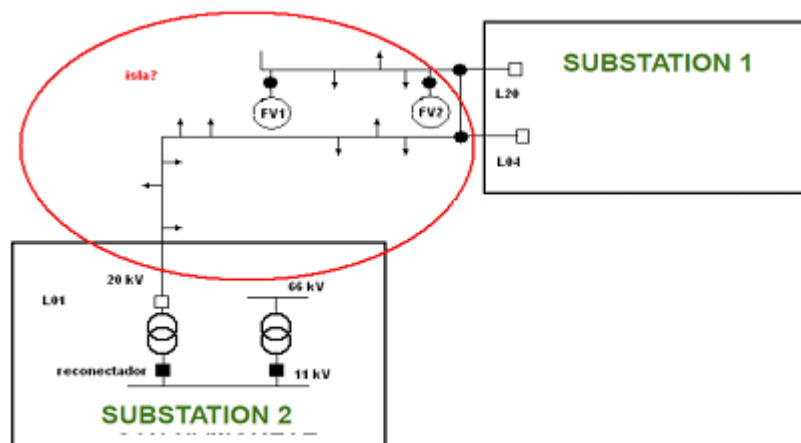 SUBSTATION 1
isla?
L20
FV1
FV2
L04
20 kV
66 kV
L01
reconectador
11 kV
SUBSTATION 2